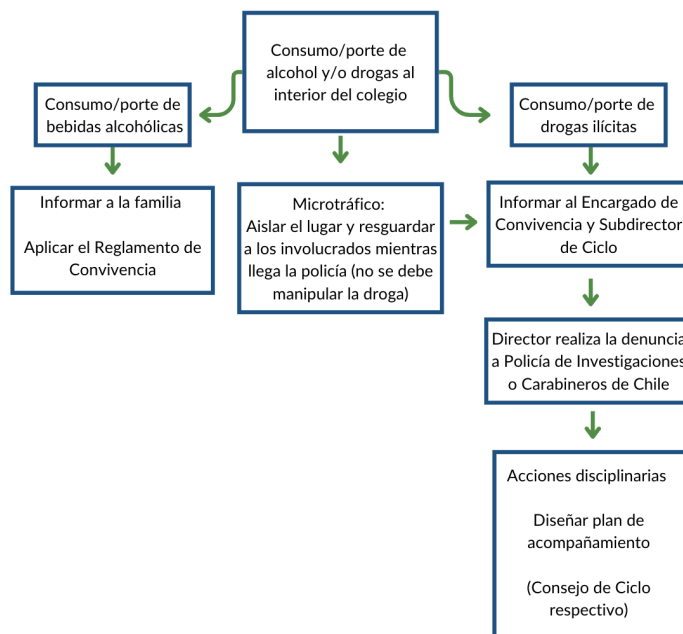 Consumo/porte de
alcohol y/o drogas al
interior del colegio
Consumo/porte de
bebidas alcohólicas
Consumo/porte de
drogas ilícitas
Informar a la familia
Aplicar el Reglamento de
Convivencia
Microtráfico:
Aislar el lugar y resguardar
a los involucrados mientras
llega la policía (no se debe
manipular la droga)
Informar al Encargado de
Convivencia y Subdirector
de Ciclo
Director realiza la denuncia
a Policía de Investigaciones
o Carabineros de Chile
Acciones disciplinarias
Diseñar plan de
acompañamiento
(Consejo de Ciclo
respectivo)